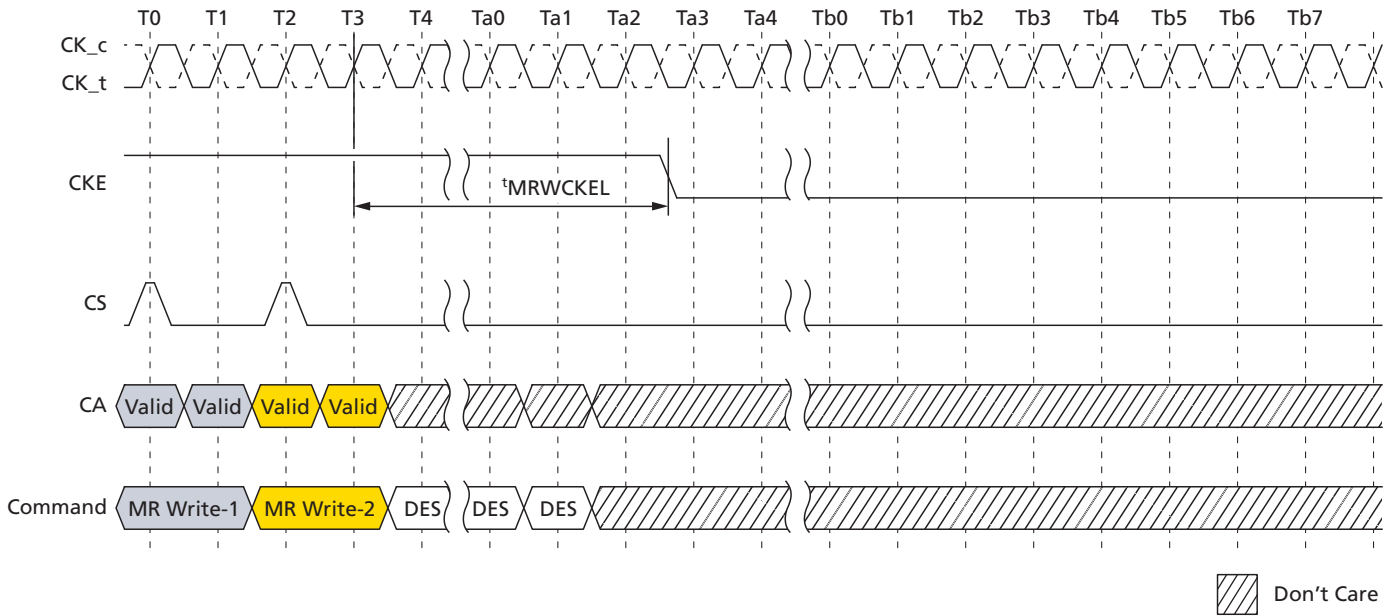 T0 T1 T2 T3 T4 Ta0 Ta1 Ta2 Ta3 Ta4 Tb0 Tb1 Tb2 Tb3 Tb4 Tb5 Tb6 Tb7
CK_c
CK_t
CKE
tMRWCKEL
CS
CA Valid Valid Valid Valid
Command MR Write-1 MR Write-2 DES DES DES
Don't Care